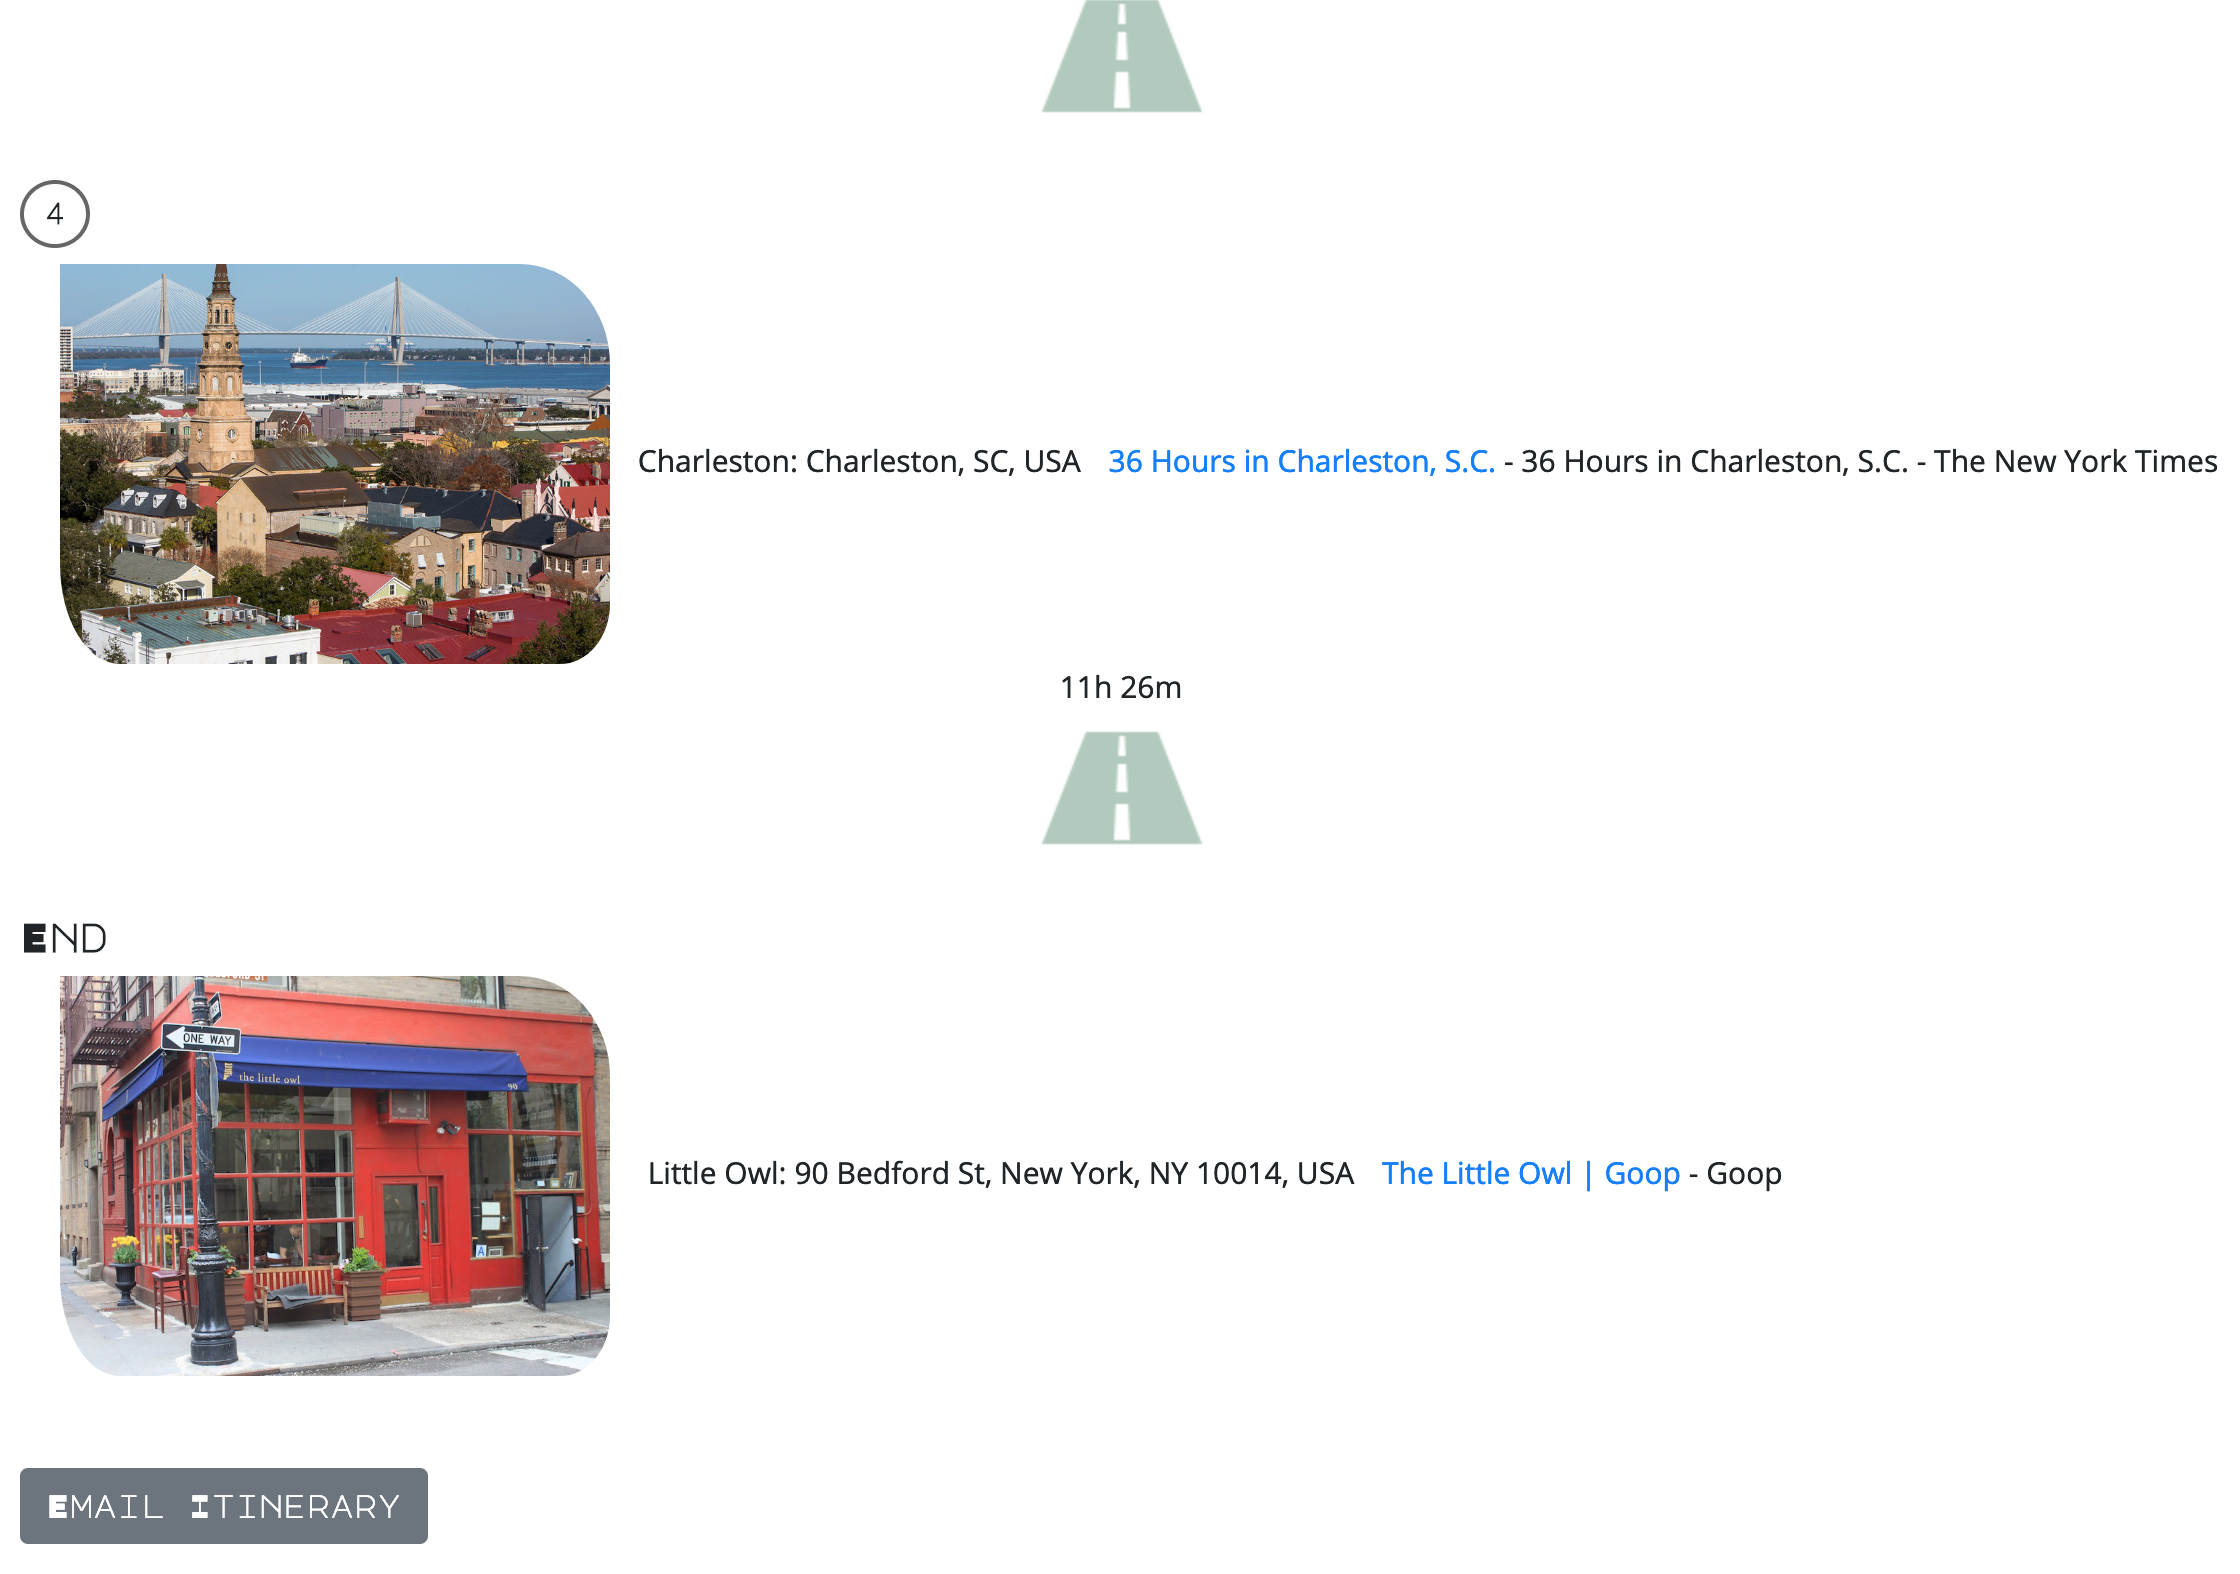 4
Charleston: Charleston, SC, USA 36 Hours in Charleston, S.C. - 36 Hours in Charleston, S.C. - The New York Times
11h 26m
END
ONE WAY
the little owl
90
A
Little Owl: 90 Bedford St, New York, NY 10014, USA The Little Owl | Goop - Goop
EMAIL ITINERARY